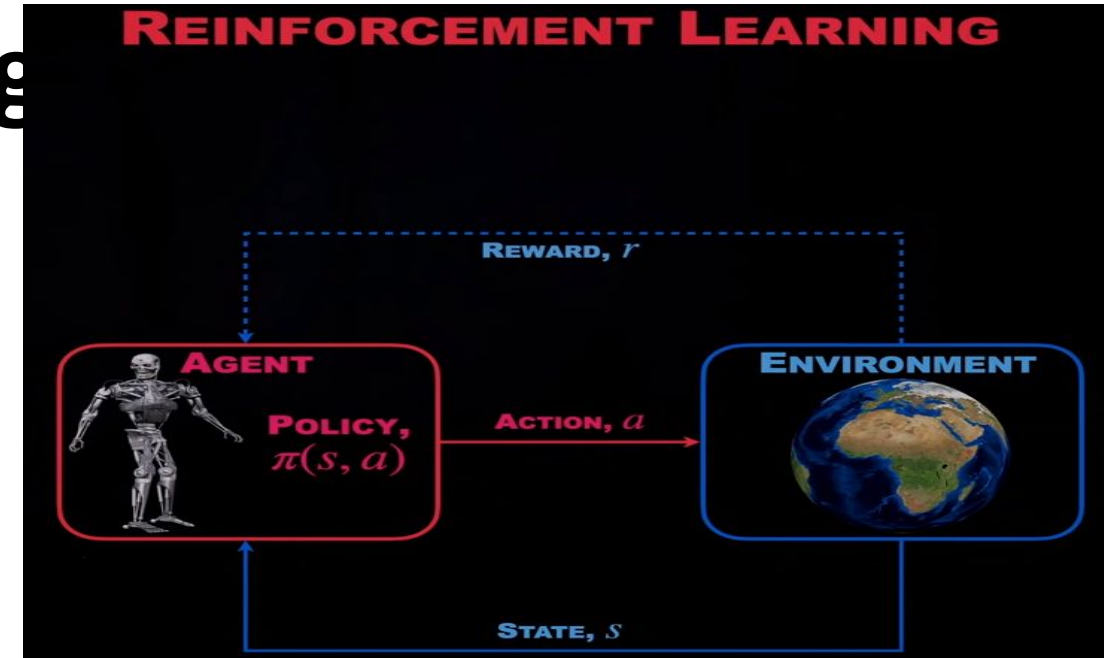 REINFORCEMENT LEARNING
g
REWARD, r
AGENT
ENVIRONMENT
POLICY,
π(s, a)
ACTION, a
STATE, s